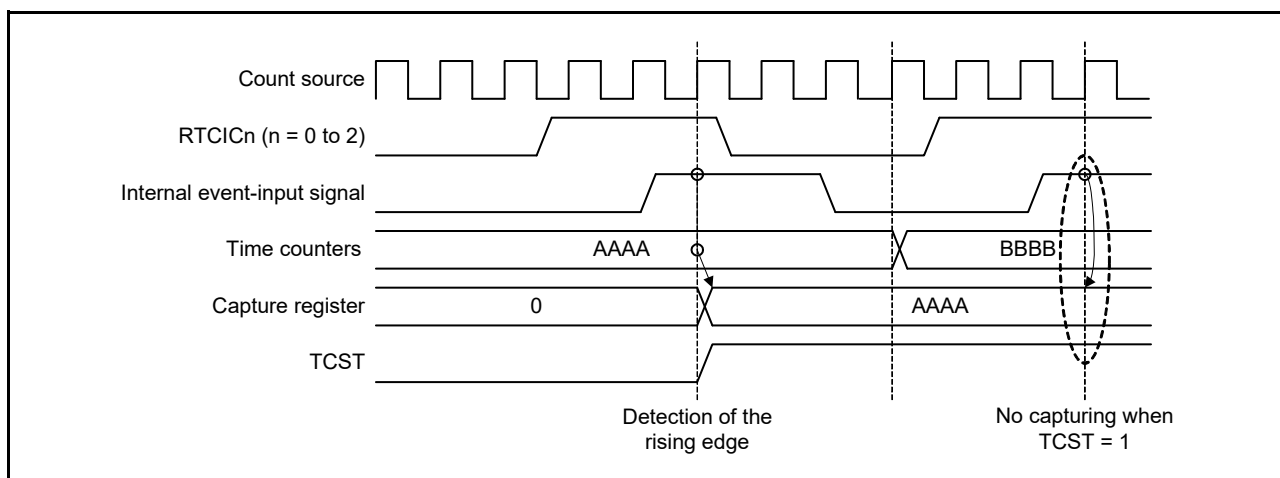 Count source
RTCICn (n = 0 to 2)
Internal event-input signal
Time counters
AAAA
BBBB
Capture register
0
AAAA
TCST
Detection of the
rising edge
No capturing when
TCST = 1